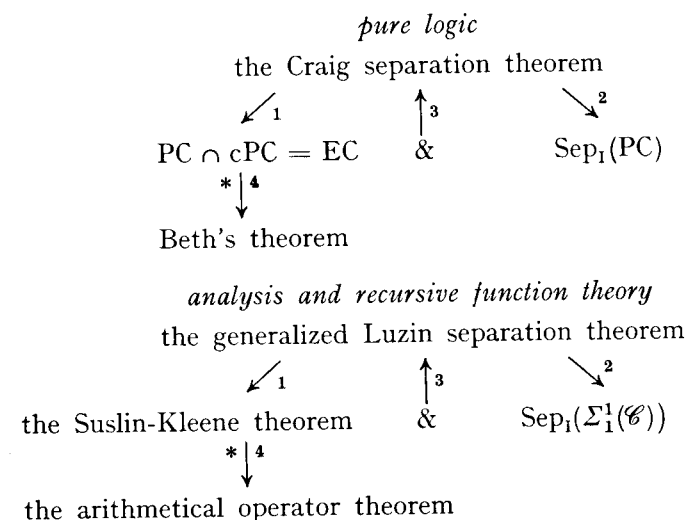 pure logic
the Craig separation theorem
↙ 1 ↑ 3 ↘ 2
PC ∩ cPC = EC & Sep_I(PC)
* ↓ 4
Beth's theorem
analysis and recursive function theory
the generalized Luzin separation theorem
↙ 1 ↑ 3 ↘ 2
the Suslin-Kleene theorem & Sep_I(Σ^1_1(𝒞))
* ↓ 4
the arithmetical operator theorem